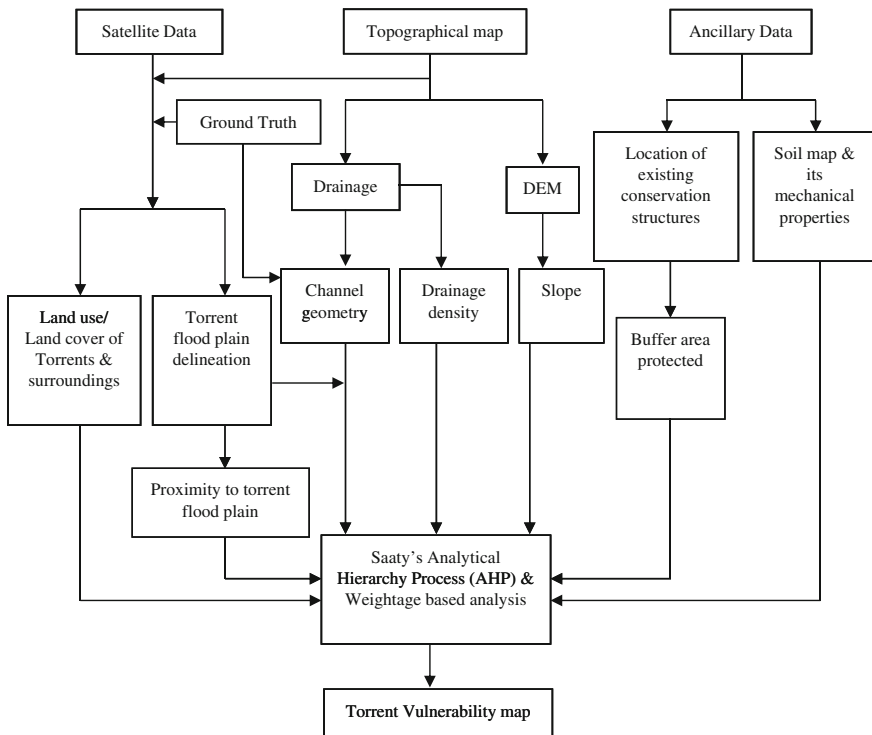 Satellite Data
Topographical map
Ancillary Data
Ground Truth
Drainage
DEM
Location of
existing
conservation
structures
Soil map &
its
mechanical
properties
Land use/
Land cover of
Torrents &
surroundings
Torrent
flood plain
delineation
Channel
geometry
Drainage
density
Slope
Buffer area
protected
Proximity to torrent
flood plain
Saaty's Analytical
Hierarchy Process (AHP) &
Weightage based analysis
Torrent Vulnerability map